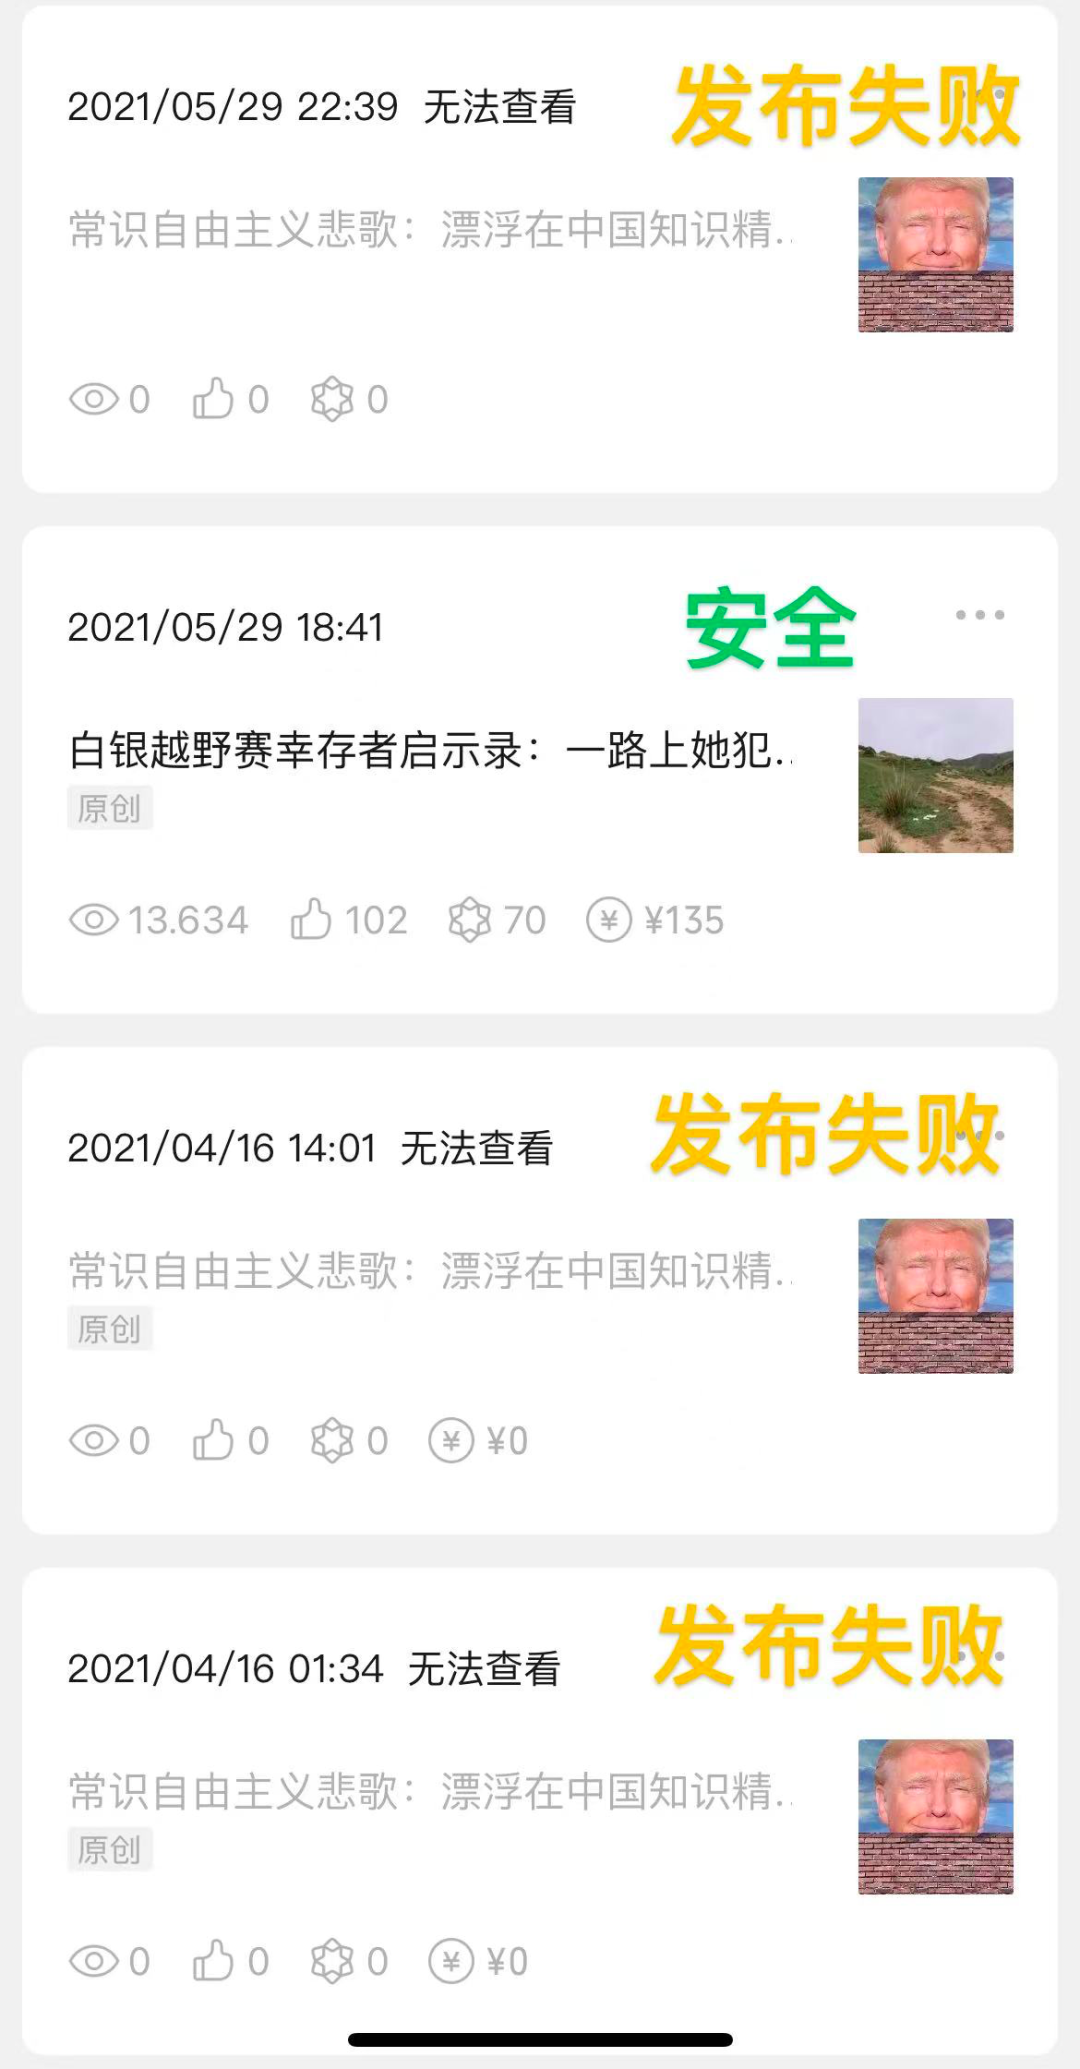 2021/05/29 22:39 无法查看 发布失败
常识自由主义悲歌：漂浮在中国知识精..
0 0 0
2021/05/29 18:41 安全
白银越野赛幸存者启示录：一路上她犯..
原创
13.634 102 70 ¥ ¥135
2021/04/16 14:01 无法查看 发布失败
常识自由主义悲歌：漂浮在中国知识精..
原创
0 0 0 ¥ ¥0
2021/04/16 01:34 无法查看 发布失败
常识自由主义悲歌：漂浮在中国知识精..
原创
0 0 0 ¥ ¥0